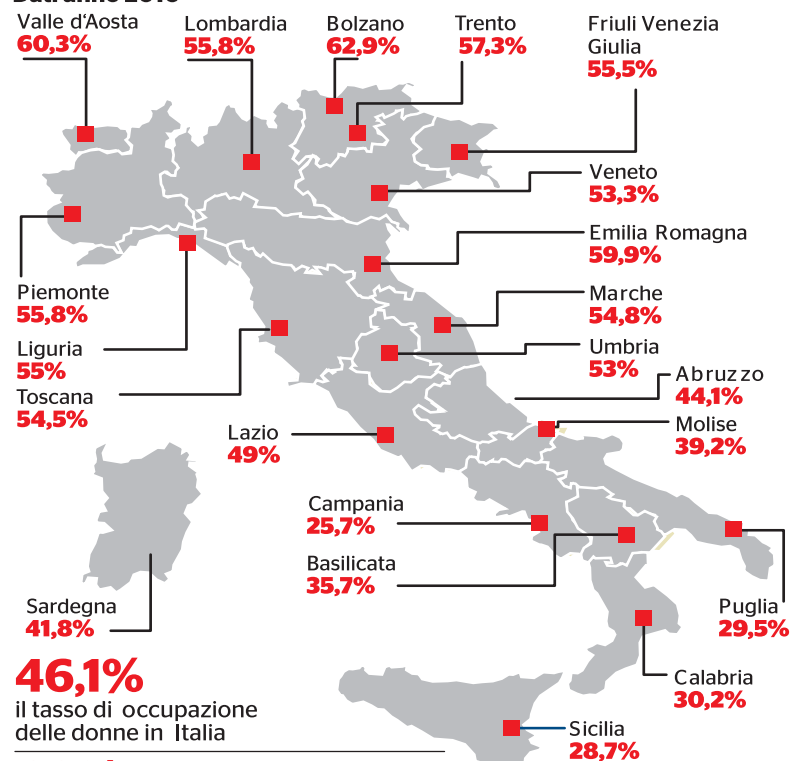 Valle d'Aosta
60,3%
Lombardia
55,8%
Bolzano
62,9%
Trento
57,3%
Friuli Venezia
Giulia
55,5%
Veneto
53,3%
Emilia Romagna
59,9%
Piemonte
55,8%
Marche
54,8%
Liguria
55%
Umbria
53%
Toscana
54,5%
Abruzzo
44,1%
Molise
39,2%
Lazio
49%
Campania
25,7%
Basilicata
35,7%
Sardegna
41,8%
Puglia
29,5%
Calabria
30,2%
Sicilia
28,7%
46,1%
il tasso di occupazione
delle donne in Italia